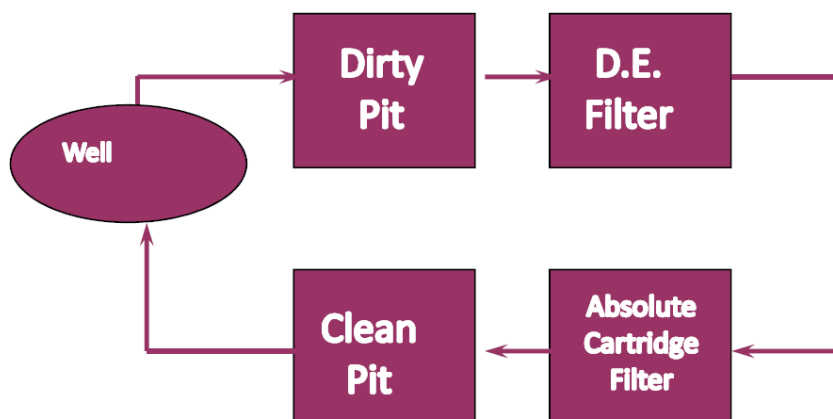 Dirty
Pit
D.E.
Filter
Well
Clean
Pit
Absolute
Cartridge
Filter